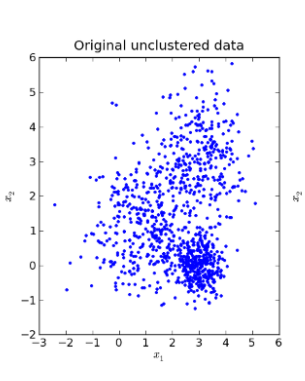 Original unclustered data
6
5
4
3
2
1
0
−1
−2
x₂
x₂
−3 −2 −1 0 1 2 3 4 5 6
x₁